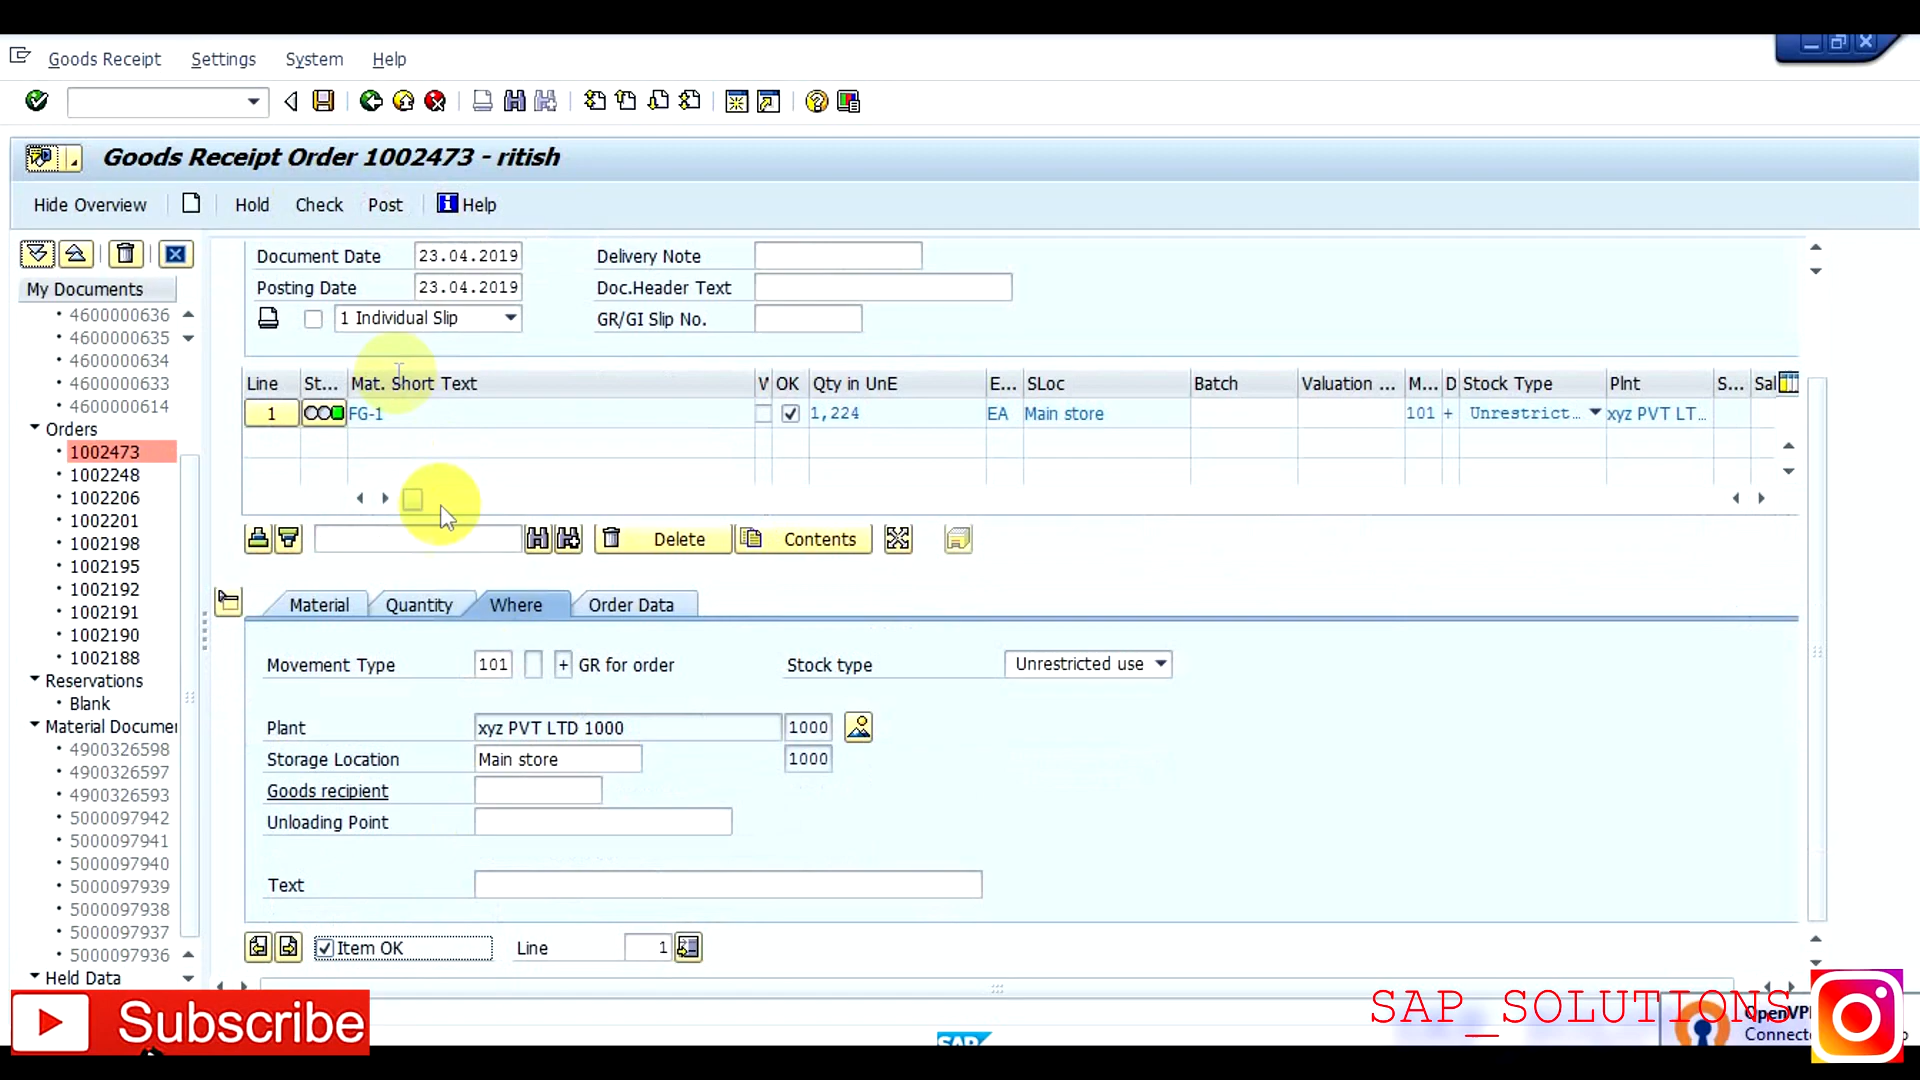 Goods Receipt Settings System Help
Goods Receipt Order 1002473 - ritish
Hide Overview Hold Check Post Help
My Documents
4600000636
4600000635
4600000634
4600000633
4600000614
Orders
1002473
1002248
1002206
1002201
1002198
1002195
1002192
1002191
1002190
1002188
Reservations
Blank
Material Documer
4900326598
4900326597
4900326593
5000097942
5000097941
5000097940
5000097939
5000097938
5000097937
5000097936
Held Data
Document Date 23.04.2019 Delivery Note
Posting Date 23.04.2019 Doc.Header Text
1 Individual Slip GR/GI Slip No.
Line St... Mat. Short Text V OK Qty in UnE E... SLoc Batch Valuation ... M... D Stock Type Plnt S... Sal
1 FG-1 1,224 EA Main store 101 + Unrestrict... xyz PVT LT...
Delete Contents
Material Quantity Where Order Data
Movement Type 101 + GR for order Stock type Unrestricted use
Plant xyz PVT LTD 1000 1000
Storage Location Main store 1000
Goods recipient
Unloading Point
Text
Item OK Line 1
Subscribe
SAP_SOLUTIONS
SAP
OpenVP
Connecte